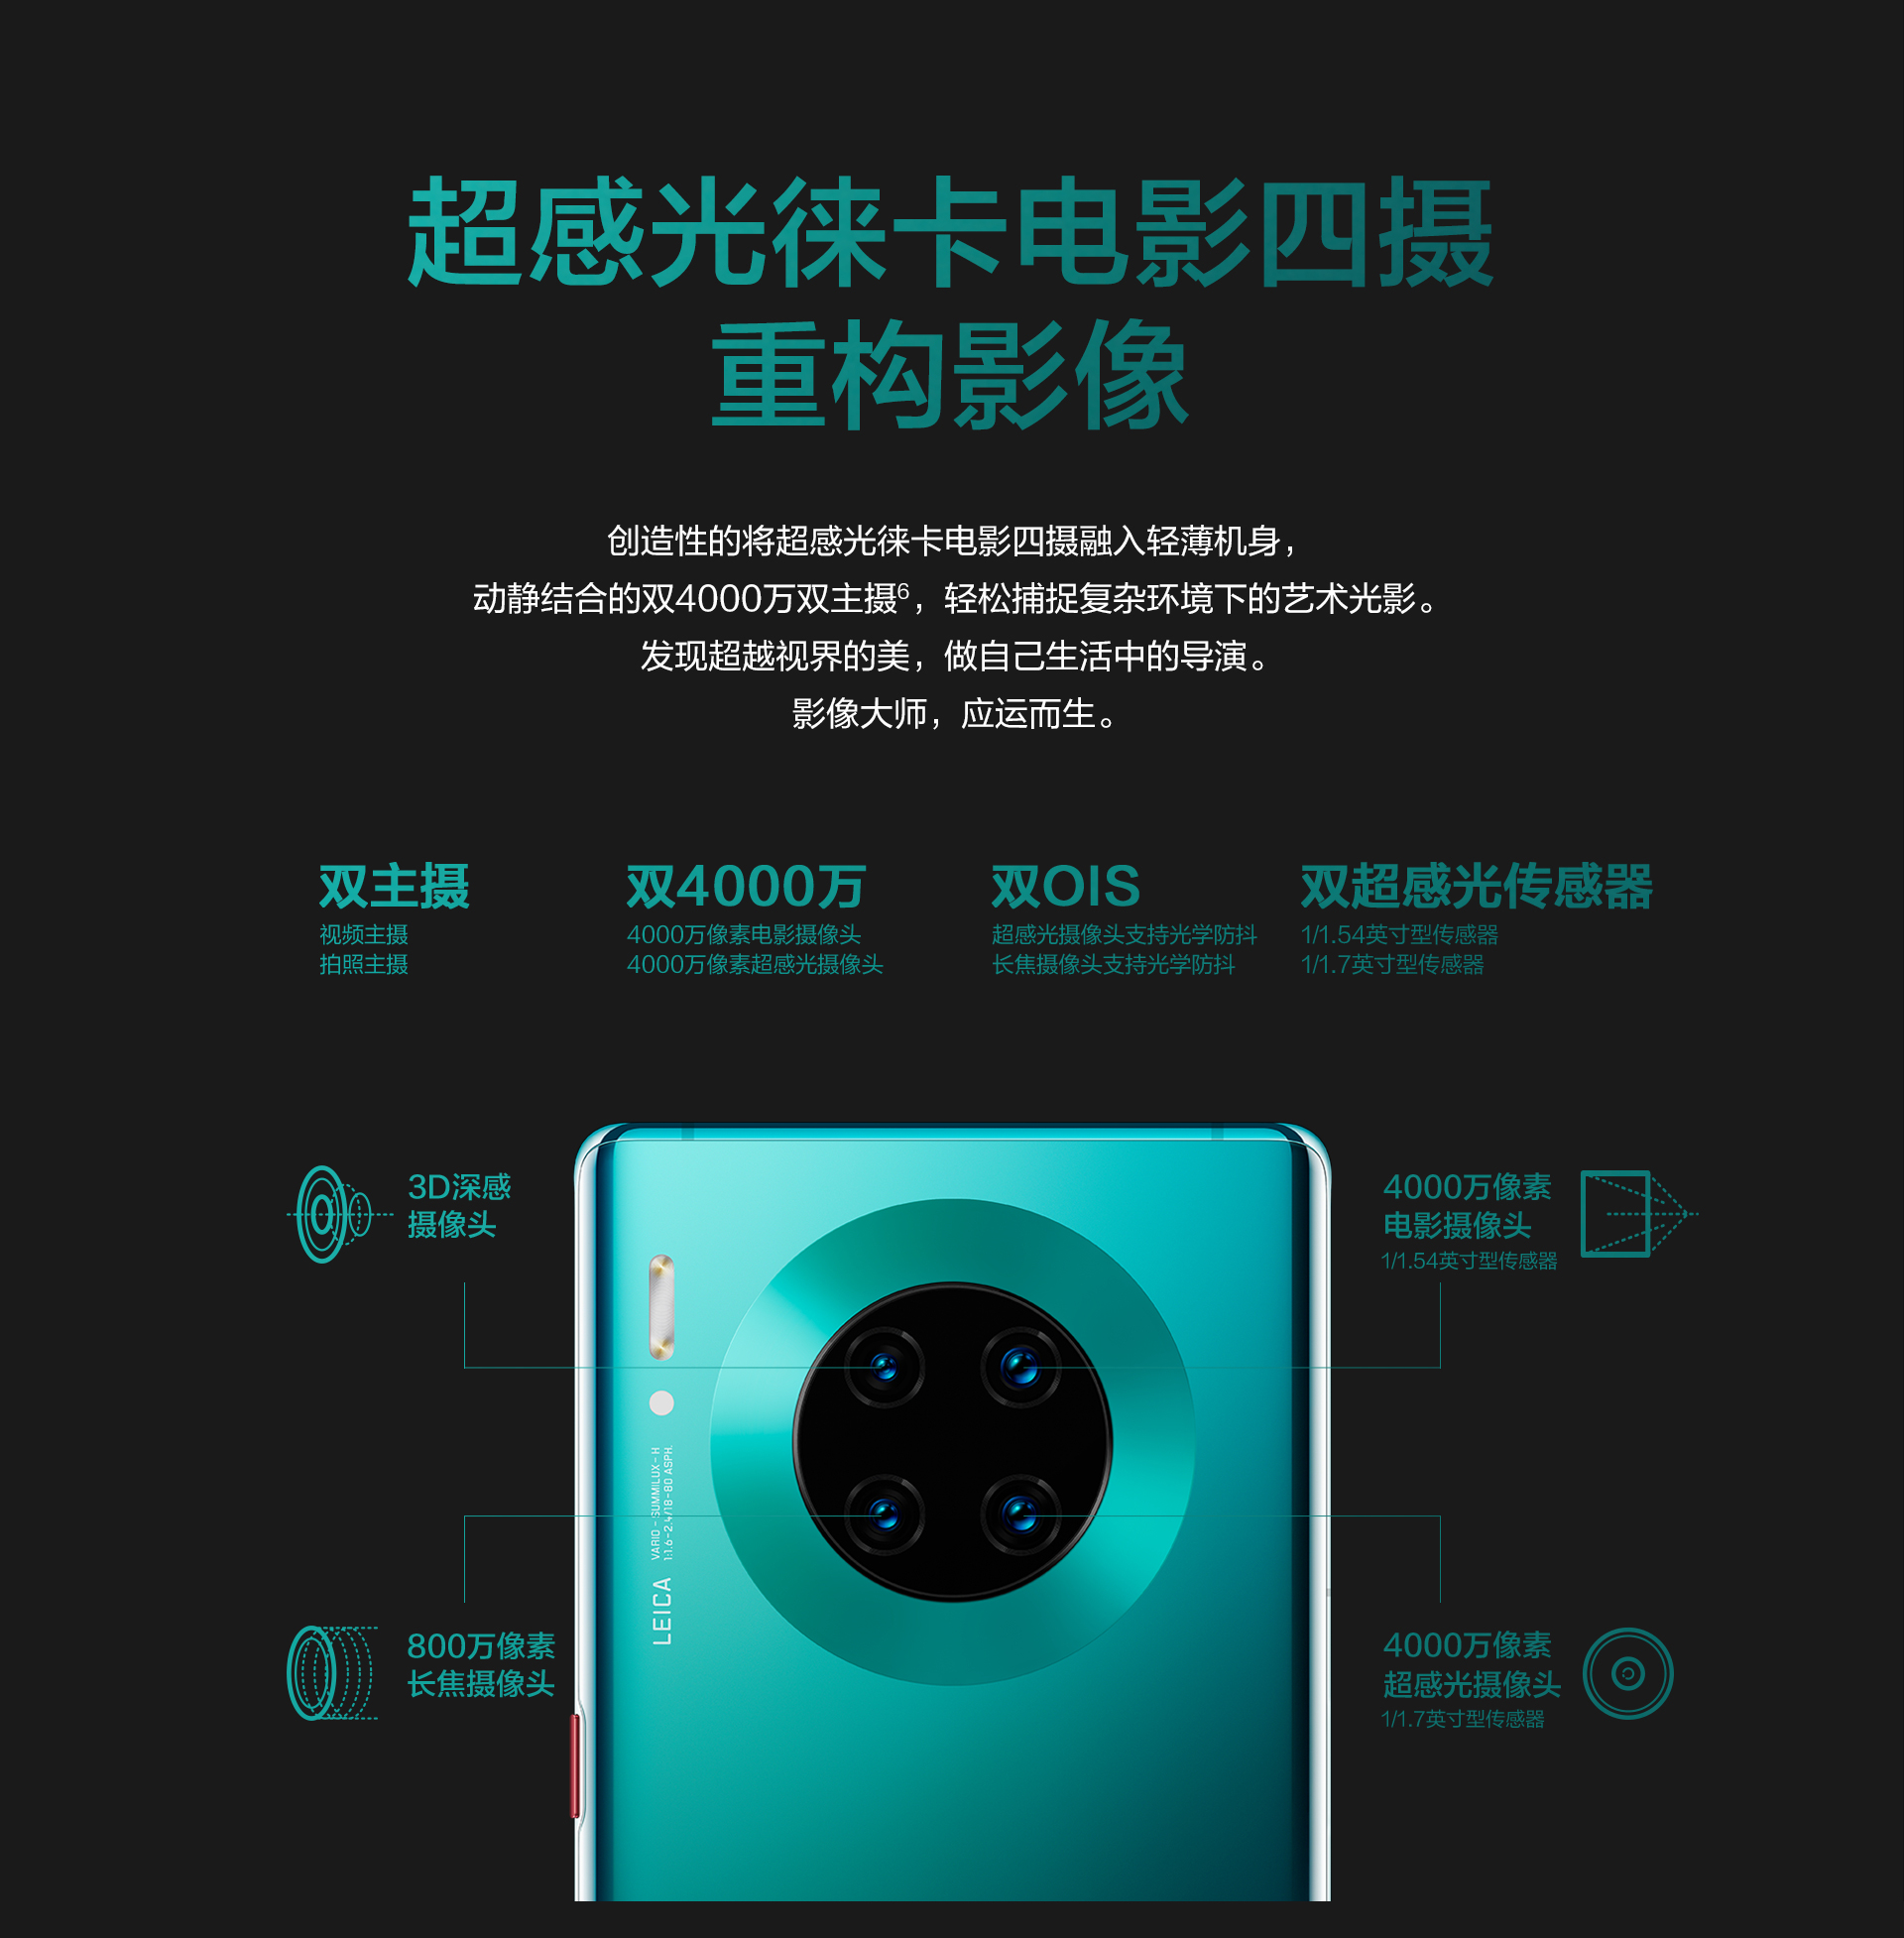 超感光徕卡电影四摄
重构影像
创造性的将超感光徕卡电影四摄融入轻薄机身，
动静结合的双4000万双主摄⁶，轻松捕捉复杂环境下的艺术光影。
发现超越视界的美，做自己生活中的导演。
影像大师，应运而生。
双主摄
视频主摄
拍照主摄
双4000万
4000万像素电影摄像头
4000万像素超感光摄像头
双OIS
超感光摄像头支持光学防抖
长焦摄像头支持光学防抖
双超感光传感器
1/1.54英寸型传感器
1/1.7英寸型传感器
3D深感
摄像头
4000万像素
电影摄像头
1/1.54英寸型传感器
LEICA
VARIO-SUMMILUX-H
1:1.6-2.4/18-80 ASPH.
800万像素
长焦摄像头
4000万像素
超感光摄像头
1/1.7英寸型传感器